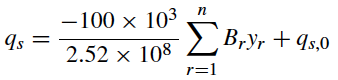 q_s = \frac{-100 \times 10^3}{2.52 \times 10^8} \sum_{r=1}^{n} B_r y_r + q_{s,0}